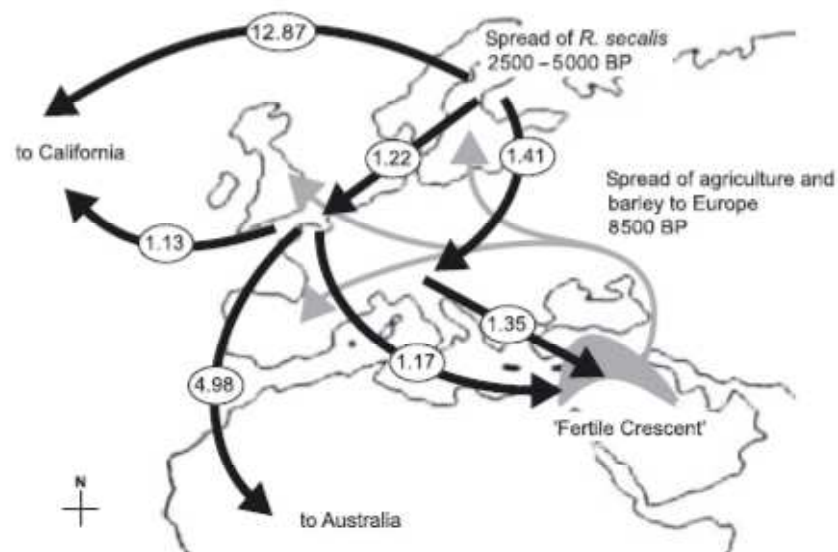 12.87
Spread of R. secalis
2500 – 5000 BP
to California
1.22
1.41
Spread of agriculture and
barley to Europe
8500 BP
1.13
1.35
1.17
4.98
'Fertile Crescent'
N
to Australia